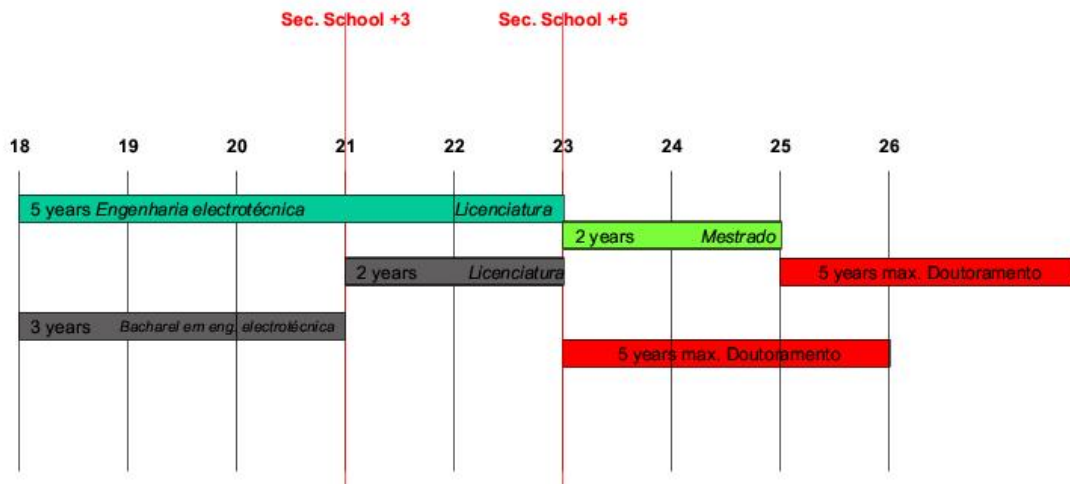 Sec. School +3 Sec. School +5
18 19 20 21 22 23 24 25 26
5 years Engenharia electrotécnica Licenciatura
2 years Mestrado
2 years Licenciatura
5 years max. Doutoramento
3 years Bacharel em eng. electrotécnica
5 years max. Doutoramento